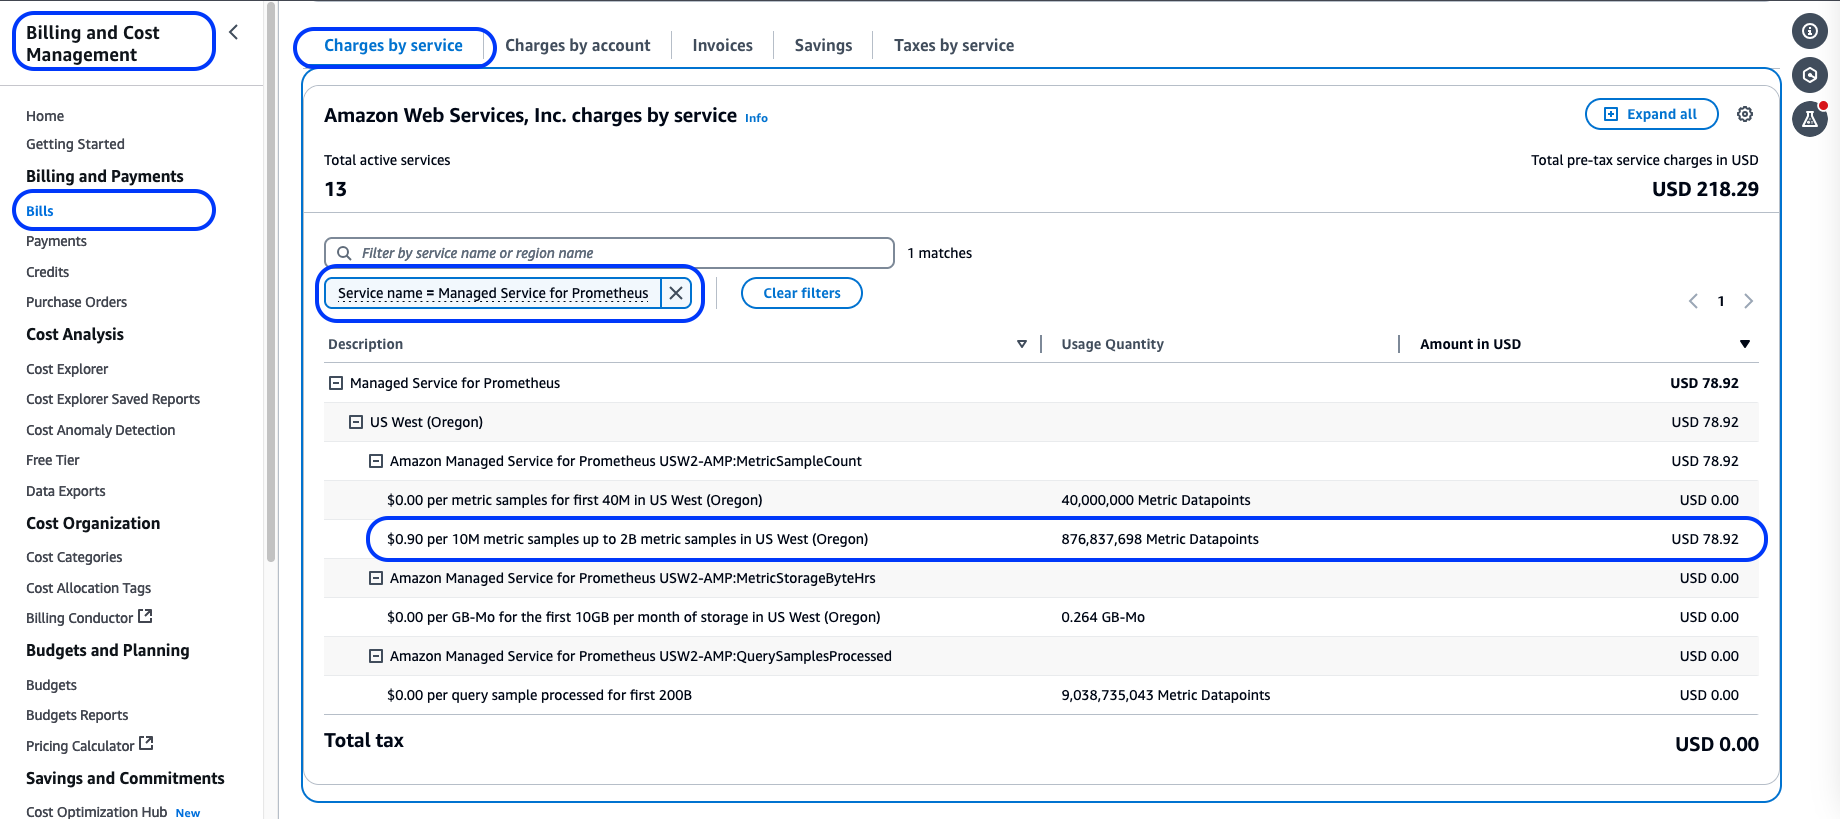 Billing and Cost
Management
Home
Getting Started
Billing and Payments
Bills
Payments
Credits
Purchase Orders
Cost Analysis
Cost Explorer
Cost Explorer Saved Reports
Cost Anomaly Detection
Free Tier
Data Exports
Cost Organization
Cost Categories
Cost Allocation Tags
Billing Conductor
Budgets and Planning
Budgets
Budgets Reports
Pricing Calculator
Savings and Commitments
Cost Optimization Hub New
Charges by service Charges by account Invoices Savings Taxes by service
Amazon Web Services, Inc. charges by service Info Expand all
Total active services Total pre-tax service charges in USD
13 USD 218.29
Filter by service name or region name 1 matches
Service name = Managed Service for Prometheus Clear filters
1
Description Usage Quantity Amount in USD
Managed Service for Prometheus USD 78.92
US West (Oregon) USD 78.92
Amazon Managed Service for Prometheus USW2-AMP:MetricSampleCount USD 78.92
$0.00 per metric samples for first 40M in US West (Oregon) 40,000,000 Metric Datapoints USD 0.00
$0.90 per 10M metric samples up to 2B metric samples in US West (Oregon) 876,837,698 Metric Datapoints USD 78.92
Amazon Managed Service for Prometheus USW2-AMP:MetricStorageByteHrs USD 0.00
$0.00 per GB-Mo for the first 10GB per month of storage in US West (Oregon) 0.264 GB-Mo USD 0.00
Amazon Managed Service for Prometheus USW2-AMP:QuerySamplesProcessed USD 0.00
$0.00 per query sample processed for first 200B 9,038,735,043 Metric Datapoints USD 0.00
Total tax USD 0.00